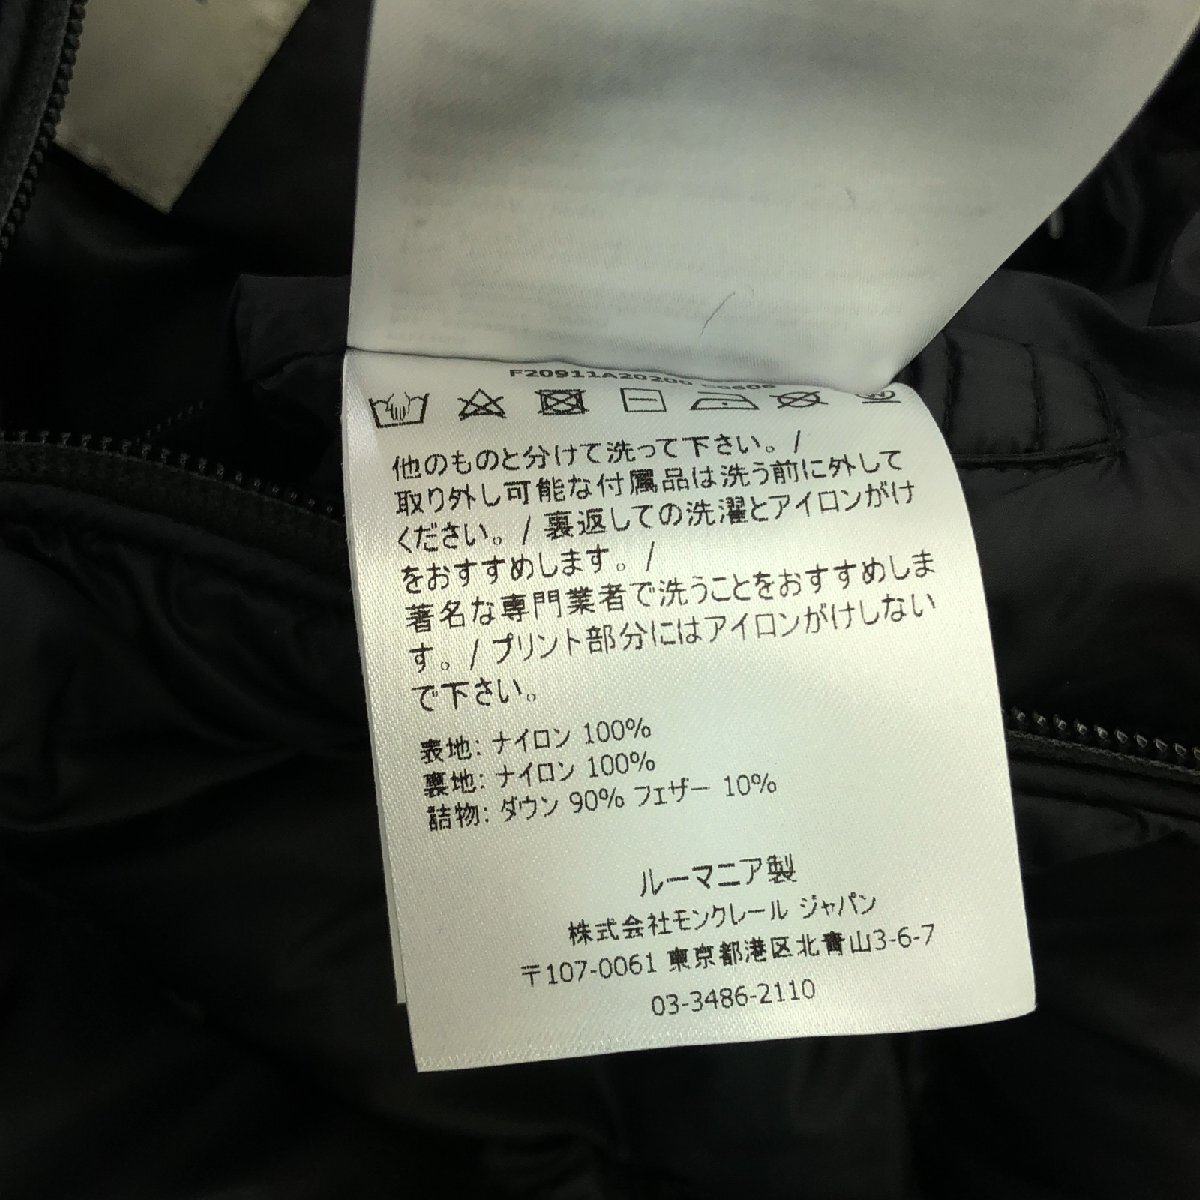 他のものと分けて洗って下さい。/
取り外し可能な付属品は洗う前に外して
ください。/ 裏返しての洗濯とアイロンがけ
をおすすめします。/
著名な専門業者で洗うことをおすすめしま
す。/ プリント部分にはアイロンがけしない
で下さい。
表地: ナイロン 100%
裏地: ナイロン 100%
詰物: ダウン 90% フェザー 10%
ルーマニア製
株式会社モンクレール ジャパン
〒107-0061 東京都港区北青山3-6-7
03-3486-2110